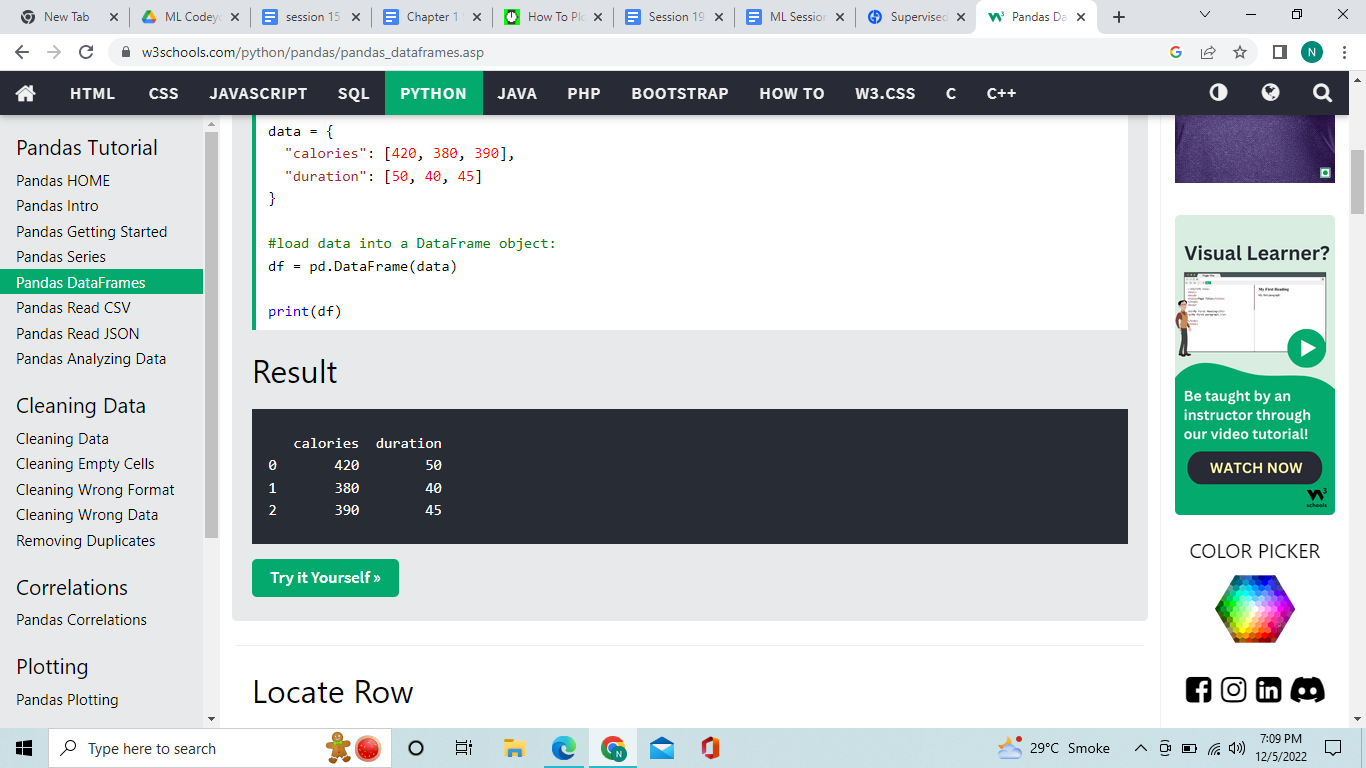 New Tab
ML Codeyo
session 15
Chapter 1
How To Plo
Session 19
ML Session
Supervised
Pandas Da
w3schools.com/python/pandas/pandas_dataframes.asp
N
HTML CSS JAVASCRIPT SQL PYTHON JAVA PHP BOOTSTRAP HOW TO W3.CSS C C++
Pandas Tutorial
Pandas HOME
Pandas Intro
Pandas Getting Started
Pandas Series
Pandas DataFrames
Pandas Read CSV
Pandas Read JSON
Pandas Analyzing Data
Cleaning Data
Cleaning Data
Cleaning Empty Cells
Cleaning Wrong Format
Cleaning Wrong Data
Removing Duplicates
Correlations
Pandas Correlations
Plotting
Pandas Plotting
data = {
"calories": [420, 380, 390],
"duration": [50, 40, 45]
}
#load data into a DataFrame object:
df = pd.DataFrame(data)
print(df)
Result
calories duration
0 420 50
1 380 40
2 390 45
Try it Yourself »
Locate Row
Visual Learner?
My First Heading
Be taught by an
instructor through
our video tutorial!
WATCH NOW
W3
schools
COLOR PICKER
Type here to search
N
29°C Smoke
7:09 PM
12/5/2022